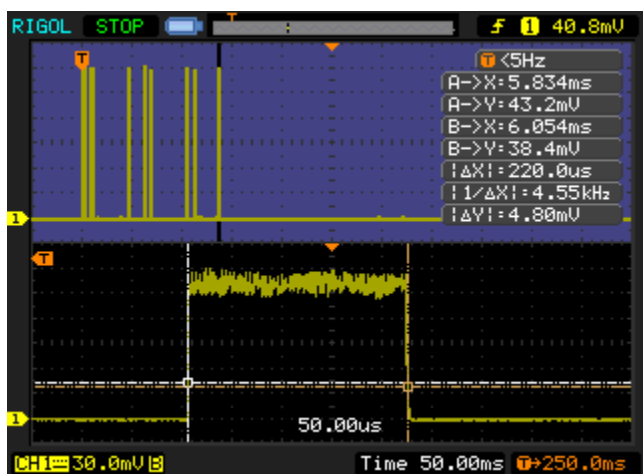 RIGOL STOP T 1 40.8mV
T T <5Hz
A->X:5.834ms
A->Y:43.2mV
B->X:6.054ms
B->Y:38.4mV
|ΔX|:220.0us
|1/ΔX|:4.55kHz
1 |ΔY|:4.80mV
T
1 50.00us
CH1 30.0mV B Time 50.00ms T→250.0ms